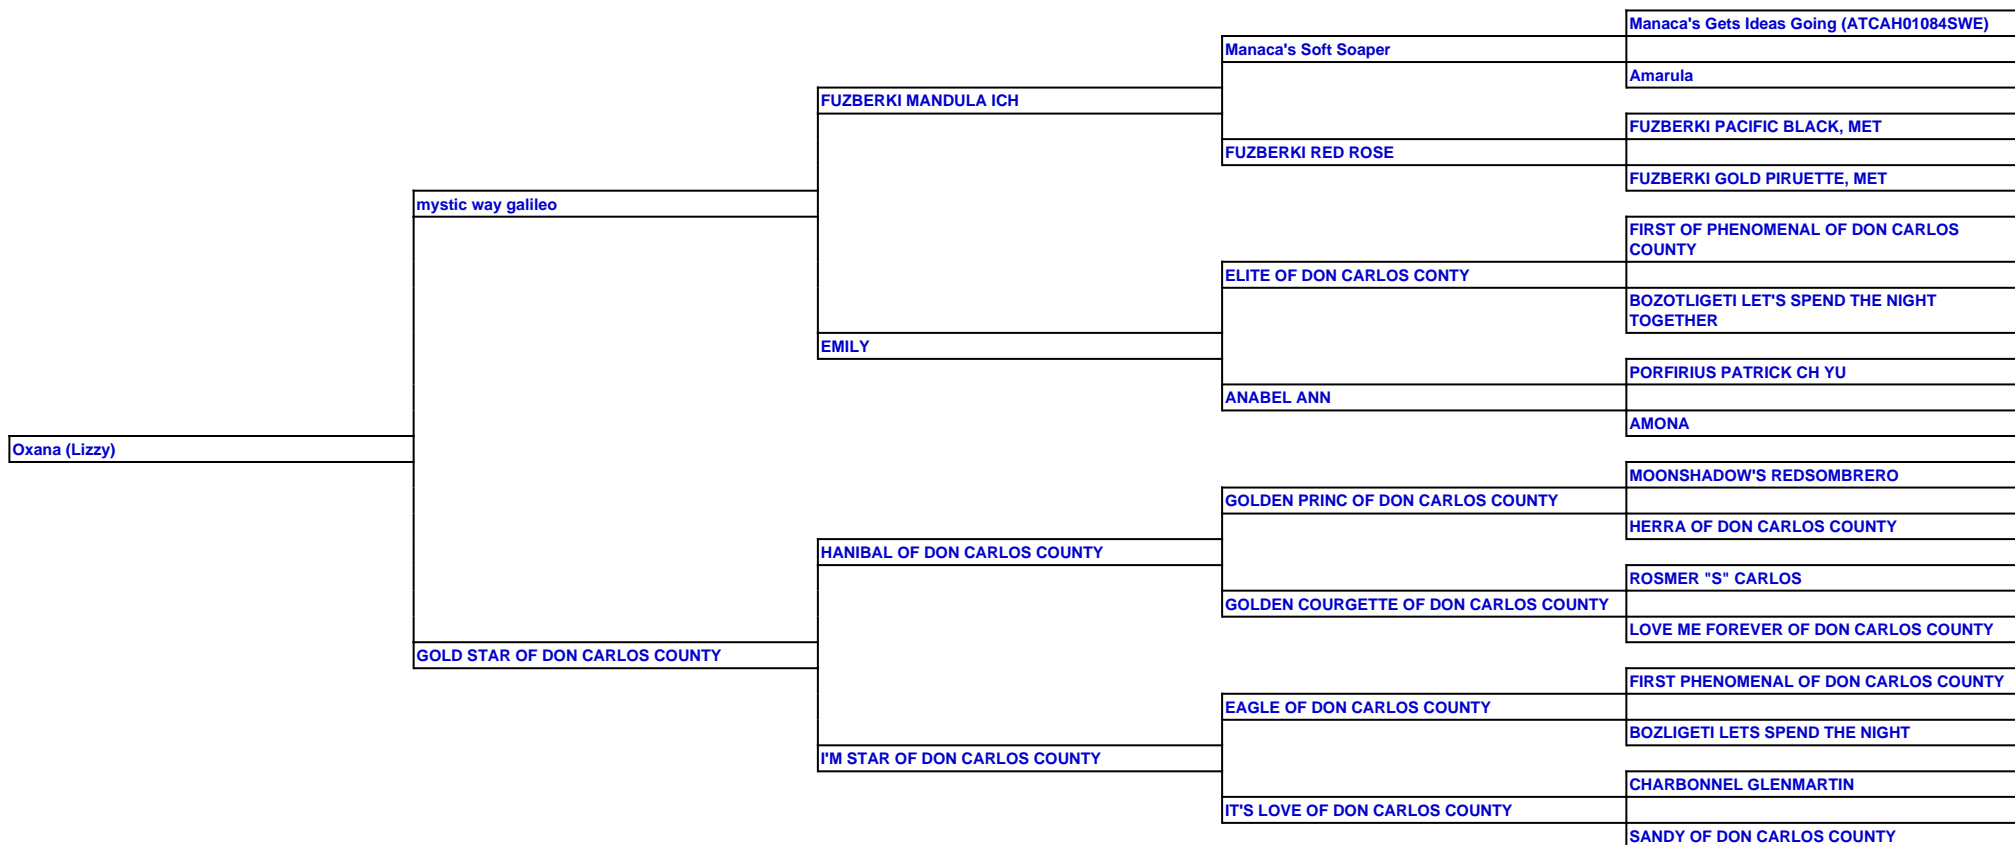 Manaca's Gets Ideas Going (ATCAH01084SWE)
Manaca's Soft Soaper
Amarula
FUZBERKI MANDULA ICH
FUZBERKI PACIFIC BLACK, MET
FUZBERKI RED ROSE
FUZBERKI GOLD PIRUETTE, MET
mystic way galileo
FIRST OF PHENOMENAL OF DON CARLOS
COUNTY
ELITE OF DON CARLOS CONTY
BOZOTLIGETI LET'S SPEND THE NIGHT
TOGETHER
EMILY
PORFIRIUS PATRICK CH YU
ANABEL ANN
AMONA
Oxana (Lizzy)
MOONSHADOW'S REDSOMBRERO
GOLDEN PRINC OF DON CARLOS COUNTY
HERRA OF DON CARLOS COUNTY
HANIBAL OF DON CARLOS COUNTY
ROSMER "S" CARLOS
GOLDEN COURGETTE OF DON CARLOS COUNTY
LOVE ME FOREVER OF DON CARLOS COUNTY
GOLD STAR OF DON CARLOS COUNTY
FIRST PHENOMENAL OF DON CARLOS COUNTY
EAGLE OF DON CARLOS COUNTY
BOZLIGETI LETS SPEND THE NIGHT
I'M STAR OF DON CARLOS COUNTY
CHARBONNEL GLENMARTIN
IT'S LOVE OF DON CARLOS COUNTY
SANDY OF DON CARLOS COUNTY